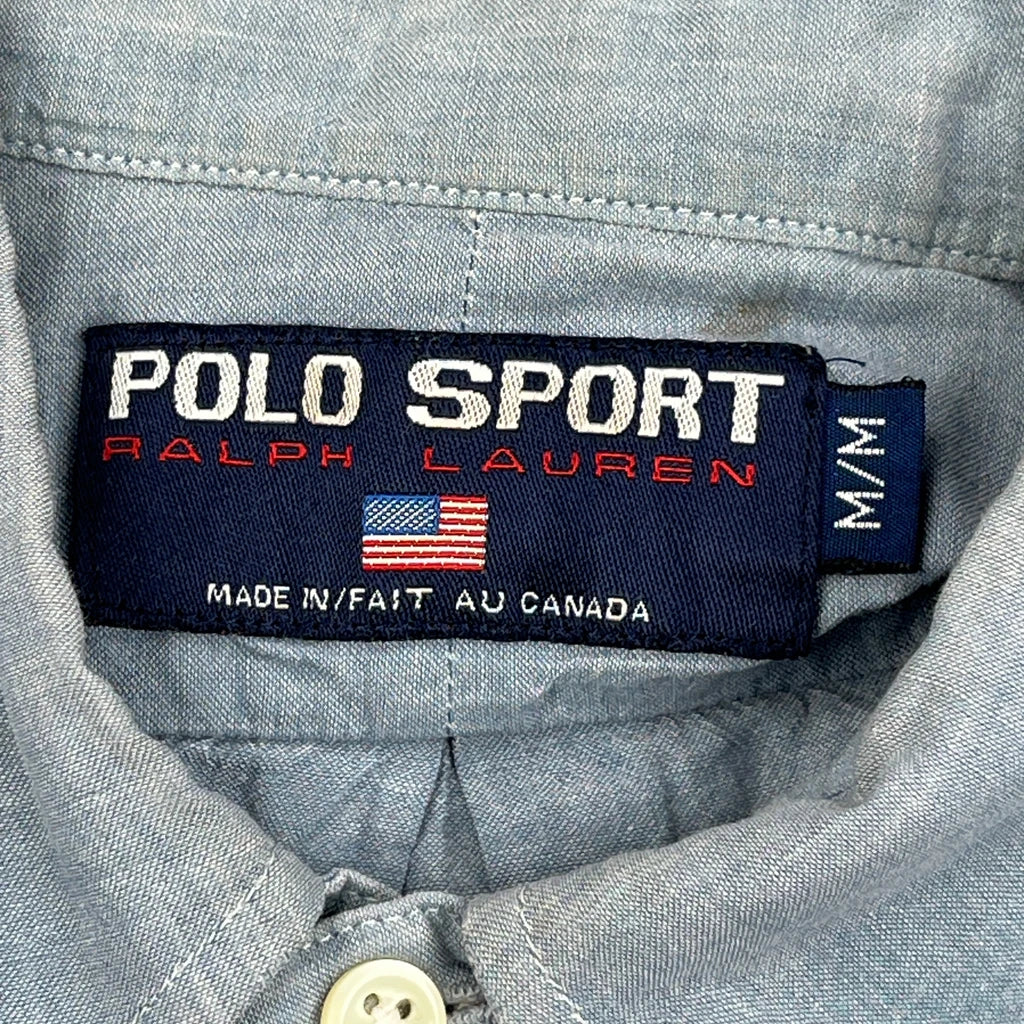 POLO SPORT
RALPH LAUREN
MADE IN/FAIT AU CANADA
M/M